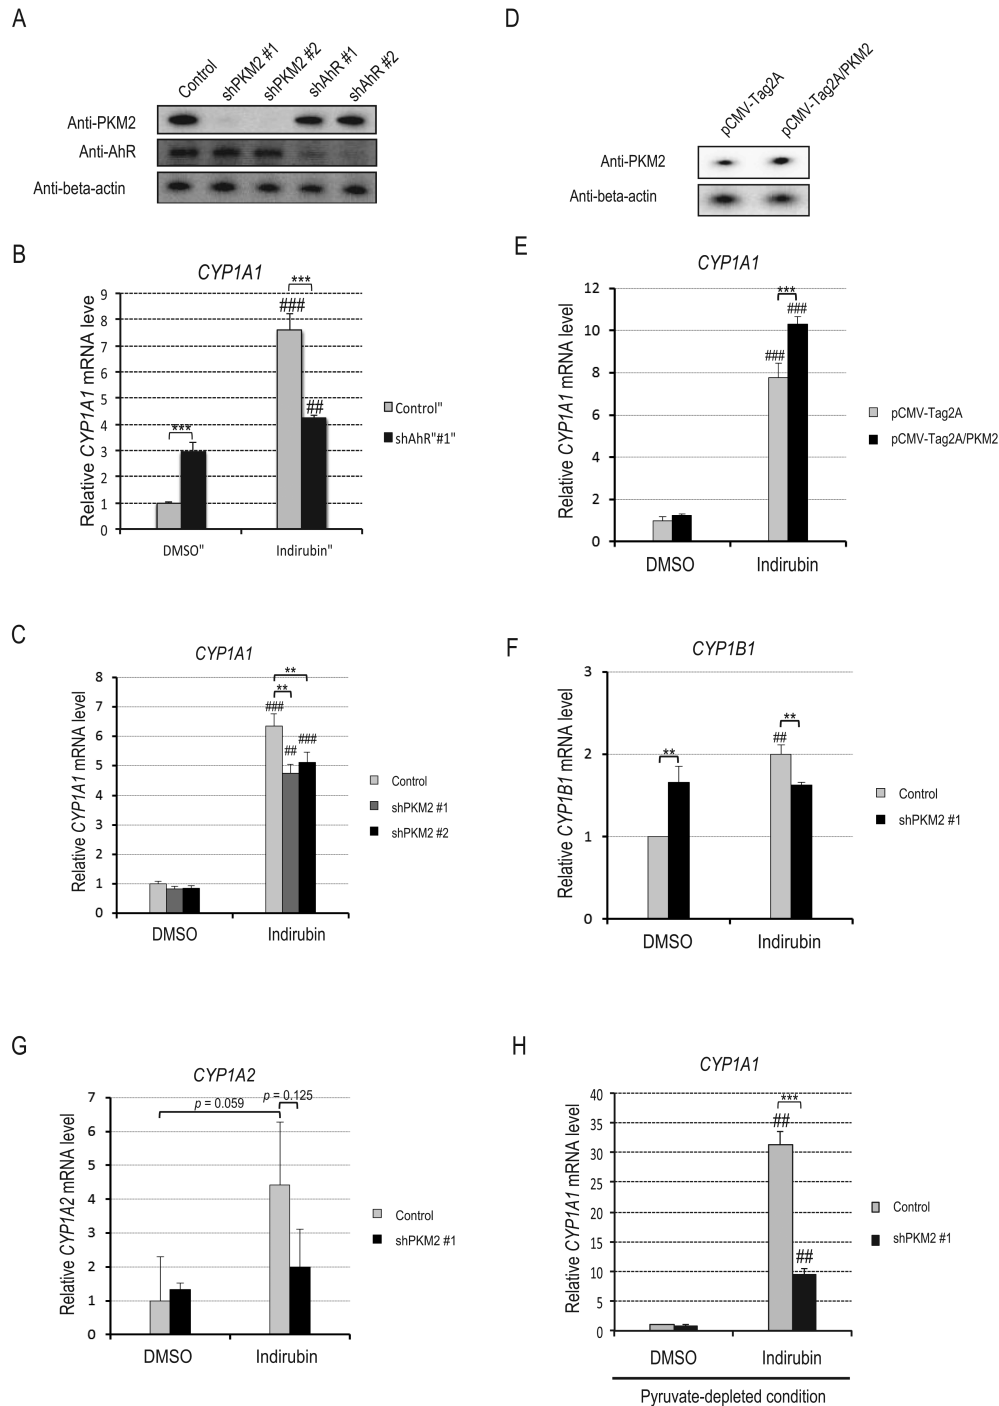 A
Control
shPKM2 #1
shPKM2 #2
shAhR #1
shAhR #2
Anti-PKM2
Anti-AhR
Anti-beta-actin
D
pCMV-Tag2A
pCMV-Tag2A/PKM2
Anti-PKM2
Anti-beta-actin
B
CYP1A1
Relative CYP1A1 mRNA leve
9
8
7
6
5
4
3
2
1
0
***
###
***
##
DMSO"
Indirubin"
Control"
shAhR"#1"
E
CYP1A1
Relative CYP1A1 mRNA level
12
10
8
6
4
2
0
***
###
###
DMSO
Indirubin
pCMV-Tag2A
pCMV-Tag2A/PKM2
C
CYP1A1
Relative CYP1A1 mRNA level
8
7
6
5
4
3
2
1
0
**
**
###
##
###
DMSO
Indirubin
Control
shPKM2 #1
shPKM2 #2
F
CYP1B1
Relative CYP1B1 mRNA level
3
2
1
0
**
##
**
DMSO
Indirubin
Control
shPKM2 #1
G
CYP1A2
Relative CYP1A2 mRNA level
7
6
5
4
3
2
1
0
p = 0.059
p = 0.125
DMSO
Indirubin
Control
shPKM2 #1
H
CYP1A1
Relative CYP1A1 mRNA level
40
35
30
25
20
15
10
5
0
***
##
##
DMSO
Indirubin
Pyruvate-depleted condition
Control
shPKM2 #1